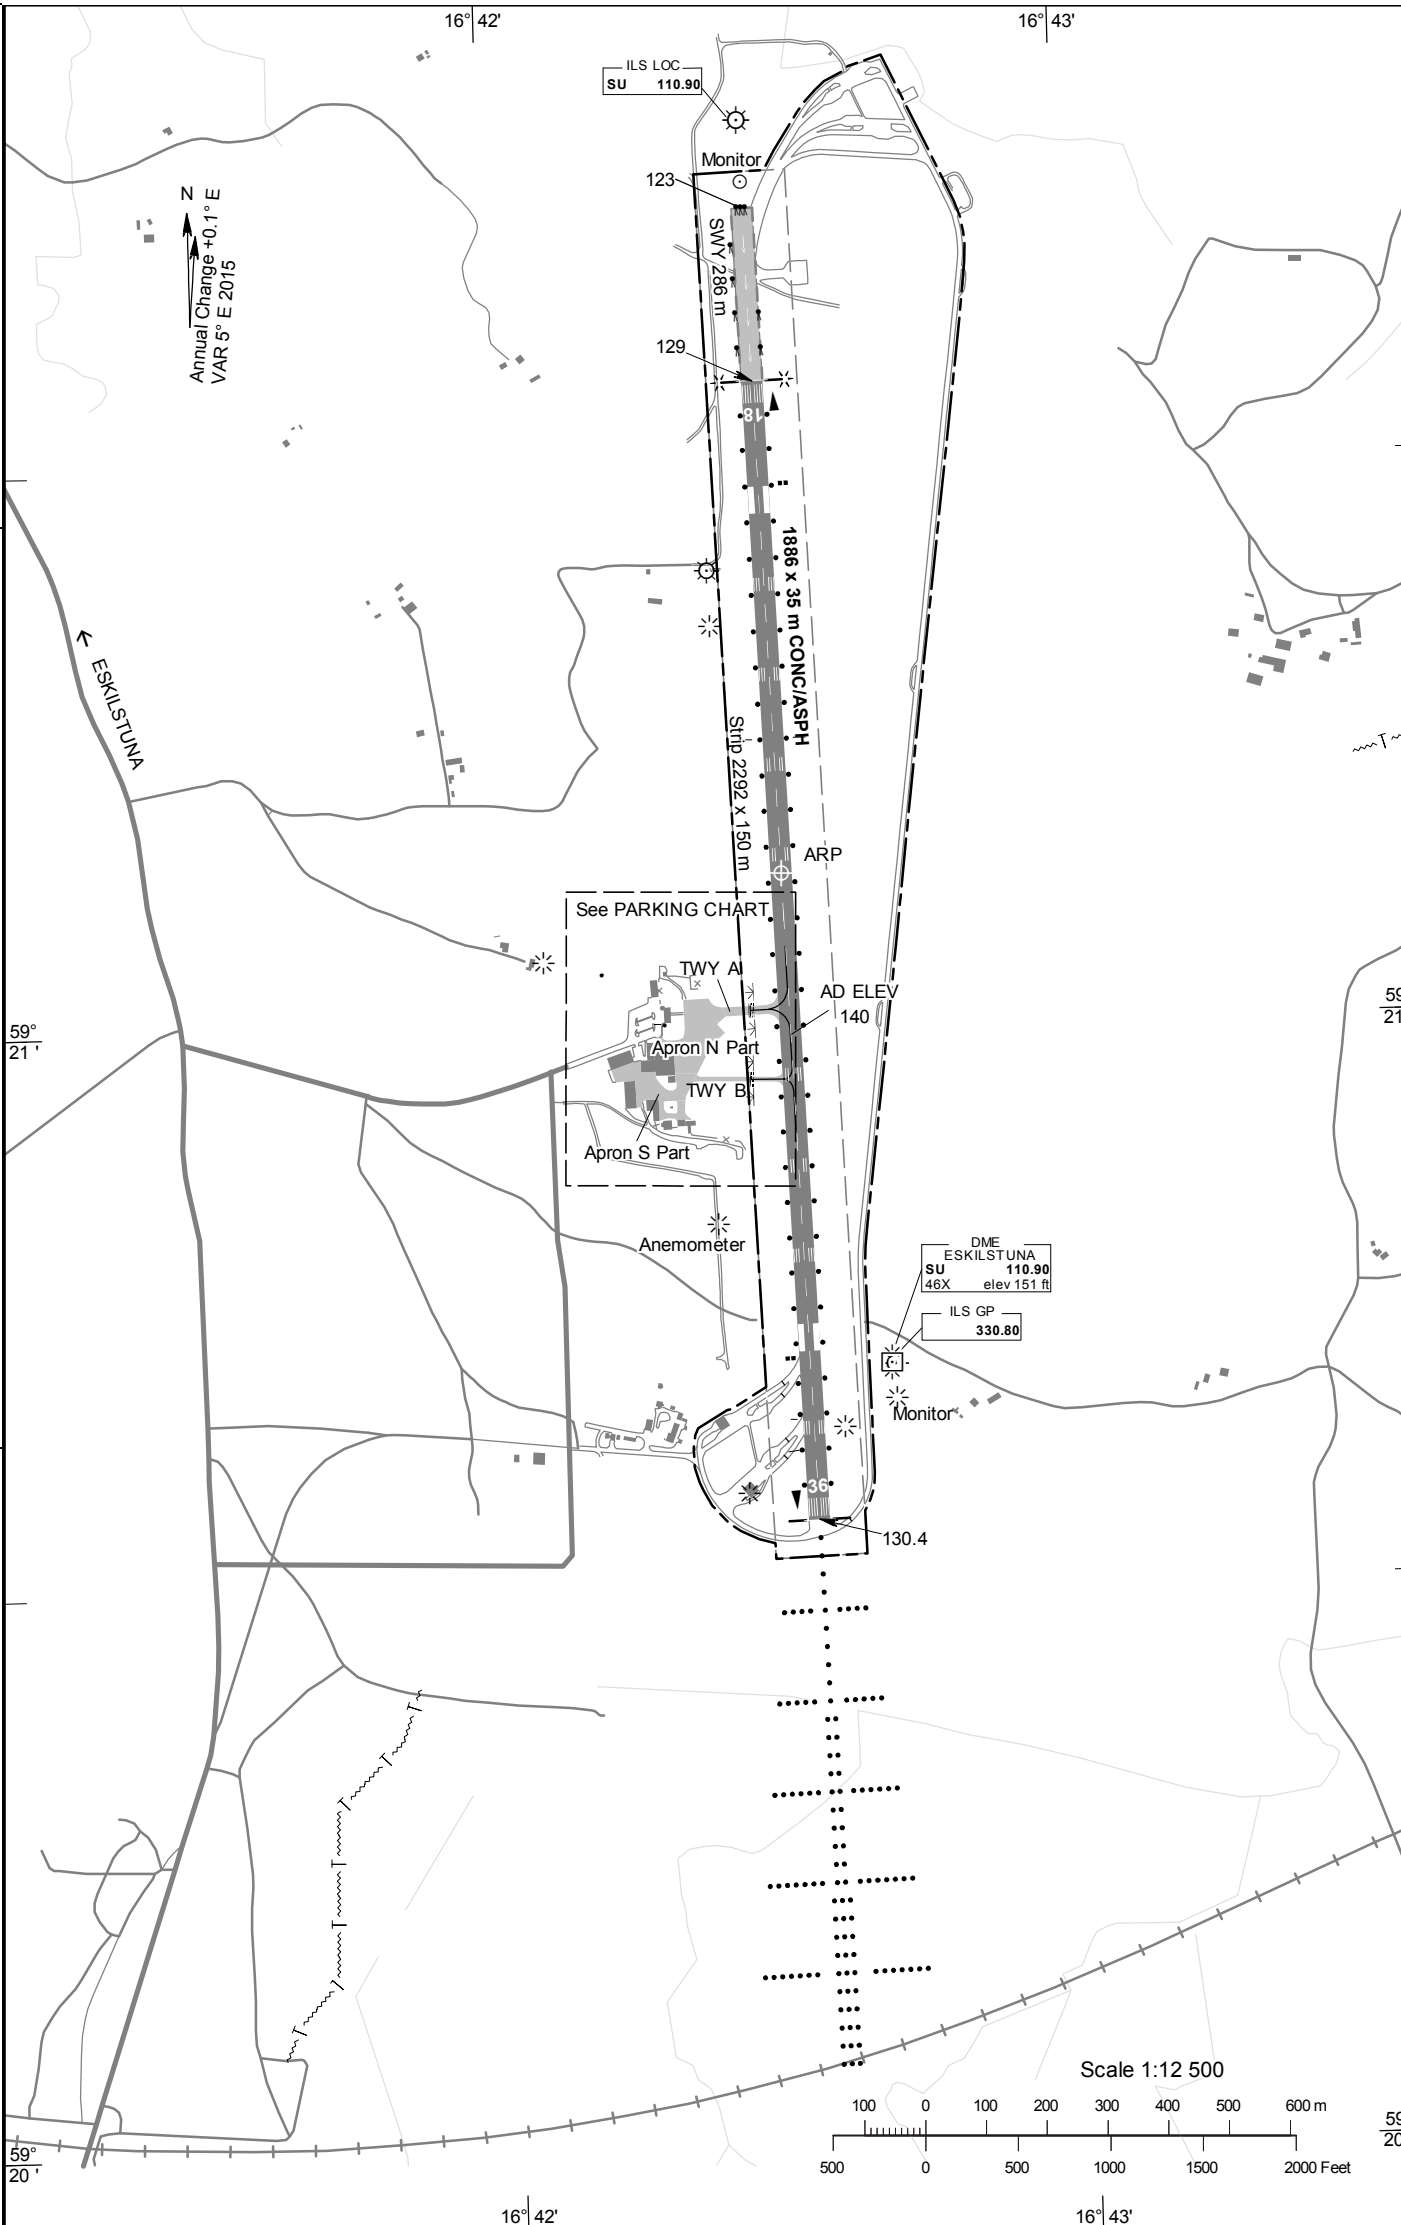 16° 42'
16° 43'
ILS LOC
SU 110.90
Monitor
123
N
Annual Change +0.1° E
VAR 5° E 2015
SWY 286 m
129
18
1886 x 35 m CONC/ASPH
← ESKILSTUNA
Strip 2292 x 150 m
ARP
See PARKING CHART
TWY A
AD ELEV
140
59°
21'
59
21
Apron N Part
TWY B
Apron S Part
Anemometer
DME
ESKILSTUNA
SU 110.90
46X elev 151 ft
ILS GP
330.80
Monitor
36
130.4
T
T
T
T
T
T
T
Scale 1:12 500
100 0 100 200 300 400 500 600 m
500 0 500 1000 1500 2000 Feet
59°
20'
59
20
16° 42'
16° 43'